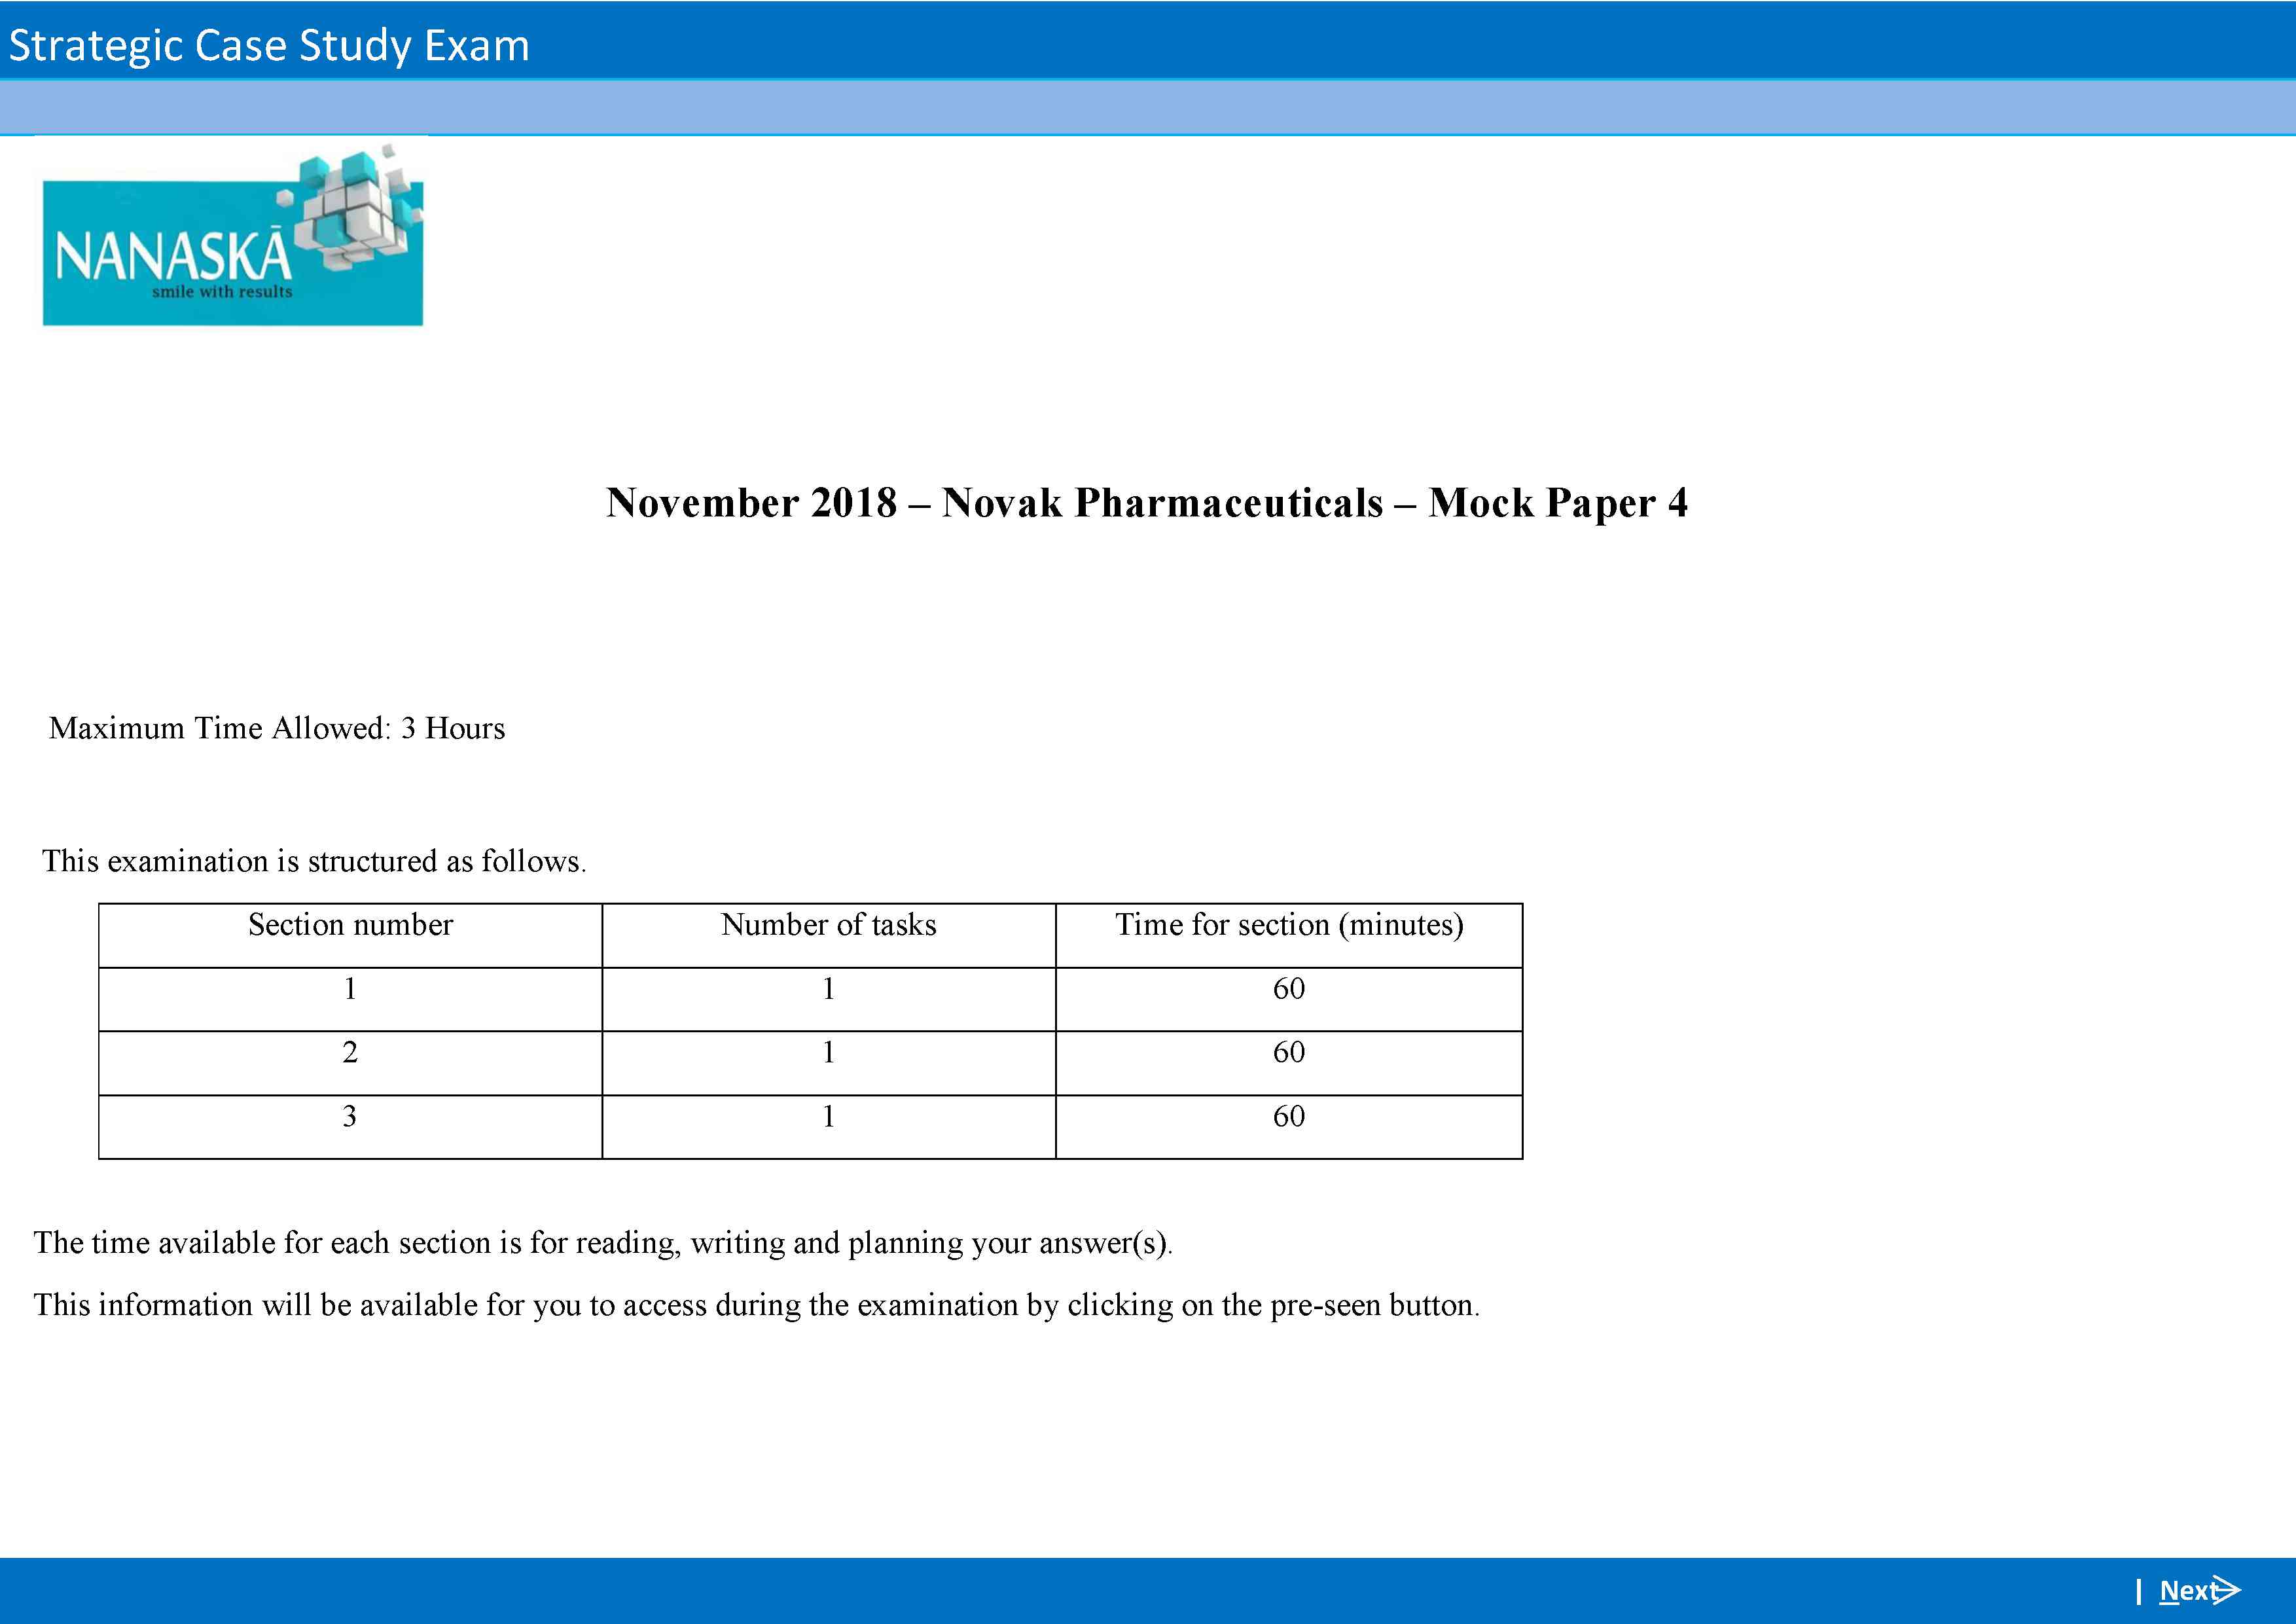 Strategic Case Study Exam
NANASKĀ
smile with results
November 2018 – Novak Pharmaceuticals – Mock Paper 4
Maximum Time Allowed: 3 Hours
This examination is structured as follows.
Section number Number of tasks Time for section (minutes)
1 1 60
2 1 60
3 1 60
The time available for each section is for reading, writing and planning your answer(s).
This information will be available for you to access during the examination by clicking on the pre-seen button.
| Next